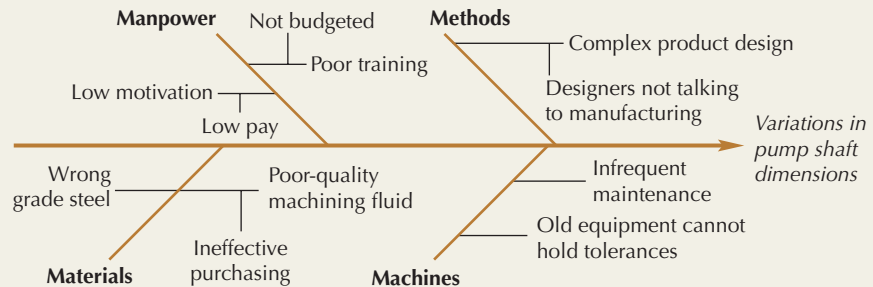 Manpower
Not budgeted
Poor training
Low motivation
Low pay
Methods
Complex product design
Designers not talking
to manufacturing
Variations in
pump shaft
dimensions
Wrong
grade steel
Poor-quality
machining fluid
Ineffective
purchasing
Materials
Infrequent
maintenance
Old equipment cannot
hold tolerances
Machines